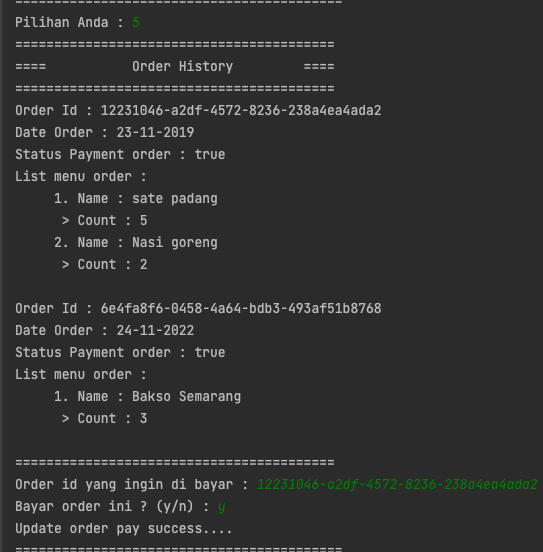 ==========================================
Pilihan Anda : 5
=========================================
====           Order History         ====
=========================================
Order Id : 12231046-a2df-4572-8236-238a4ea4ada2
Date Order : 23-11-2019
Status Payment order : true
List menu order :
     1. Name : sate padang
      > Count : 5
     2. Name : Nasi goreng
      > Count : 2

Order Id : 6e4fa8f6-0458-4a64-bdb3-493af51b8768
Date Order : 24-11-2022
Status Payment order : true
List menu order :
     1. Name : Bakso Semarang
      > Count : 3

=========================================
Order id yang ingin di bayar : 12231046-a2df-4572-8236-238a4ea4ada2
Bayar order ini ? (y/n) : y
Update order pay success....
==========================================